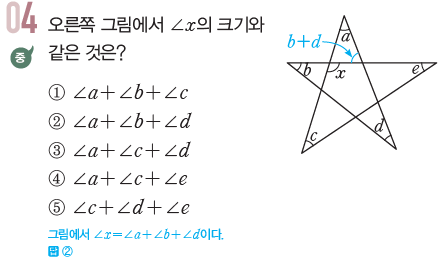 04 오른쪽 그림에서 ∠x의 크기와
중 같은 것은?
① ∠a+∠b+∠c
② ∠a+∠b+∠d
③ ∠a+∠c+∠d
④ ∠a+∠c+∠e
⑤ ∠c+∠d+∠e
그림에서 ∠x=∠a+∠b+∠d이다.
답 ②
a
b+d
b
x
e
d
c